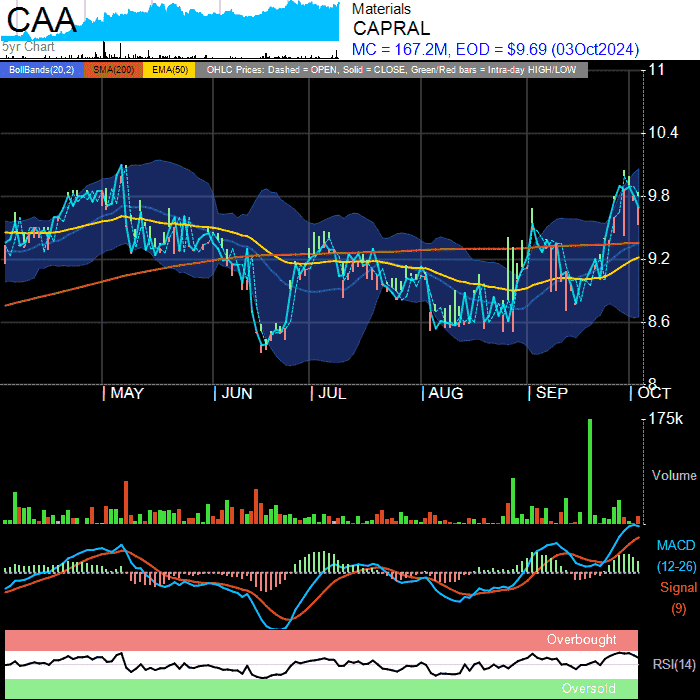 CAA
5yr Chart
Materials
CAPRAL
MC = 167.2M, EOD = $9.69 (03Oct2024)
BollBands(20,2) SMA(200) EMA(50) OHLC Prices: Dashed = OPEN, Solid = CLOSE, Green/Red bars = Intra-day HIGH/LOW
11
10.4
9.8
9.2
8.6
8
MAY JUN JUL AUG SEP OCT
175k
Volume
MACD
(12-26)
Signal
(9)
Overbought
RSI(14)
Oversold